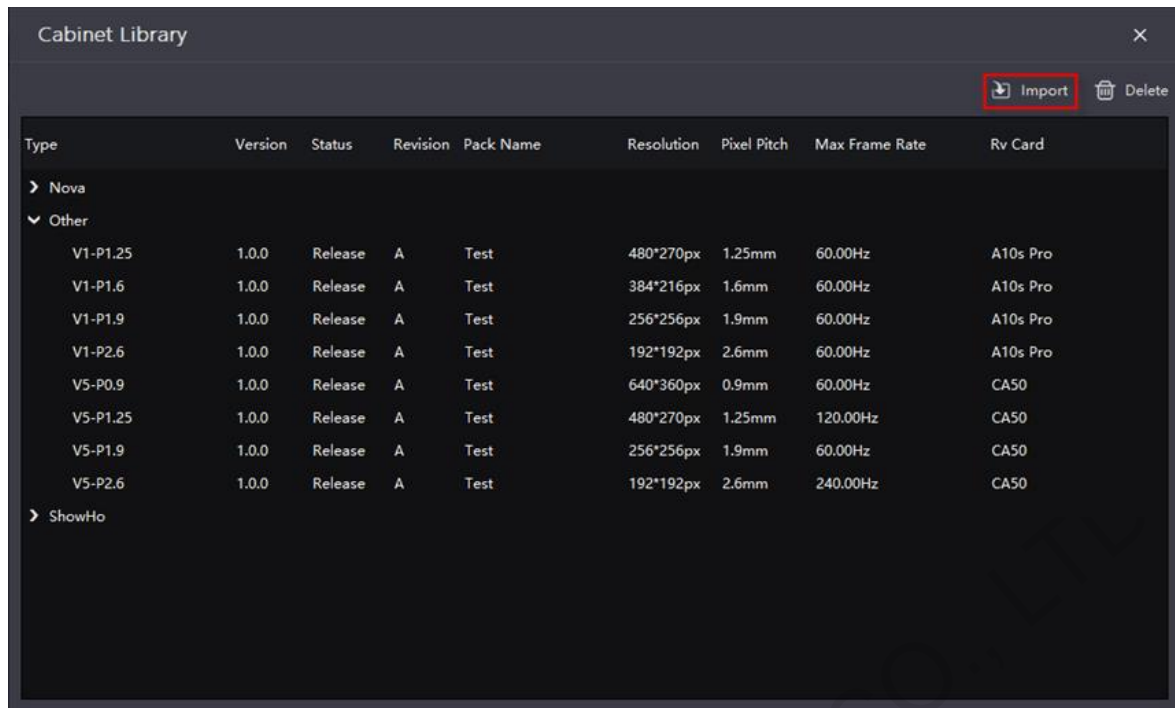 Cabinet Library
Import Delete
Type Version Status Revision Pack Name Resolution Pixel Pitch Max Frame Rate Rv Card
Nova
Other
V1-P1.25 1.0.0 Release A Test 480*270px 1.25mm 60.00Hz A10s Pro
V1-P1.6 1.0.0 Release A Test 384*216px 1.6mm 60.00Hz A10s Pro
V1-P1.9 1.0.0 Release A Test 256*256px 1.9mm 60.00Hz A10s Pro
V1-P2.6 1.0.0 Release A Test 192*192px 2.6mm 60.00Hz A10s Pro
V5-P0.9 1.0.0 Release A Test 640*360px 0.9mm 60.00Hz CA50
V5-P1.25 1.0.0 Release A Test 480*270px 1.25mm 120.00Hz CA50
V5-P1.9 1.0.0 Release A Test 256*256px 1.9mm 60.00Hz CA50
V5-P2.6 1.0.0 Release A Test 192*192px 2.6mm 240.00Hz CA50
ShowHo